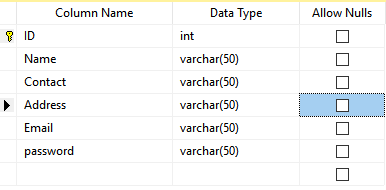 Column Name Data Type Allow Nulls
ID int
Name varchar(50)
Contact varchar(50)
Address varchar(50)
Email varchar(50)
password varchar(50)